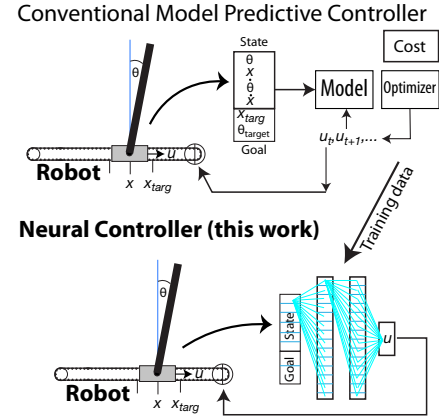 Conventional Model Predictive Controller
State
θ
x
θ̇
ẋ
x_targ
θ_target
Goal
Cost
Model
Optimizer
u_t, u_{t+1}, ...
θ
u
Robot
x
x_targ
Training data
Neural Controller (this work)
θ
u
Robot
x
x_targ
State
Goal
u